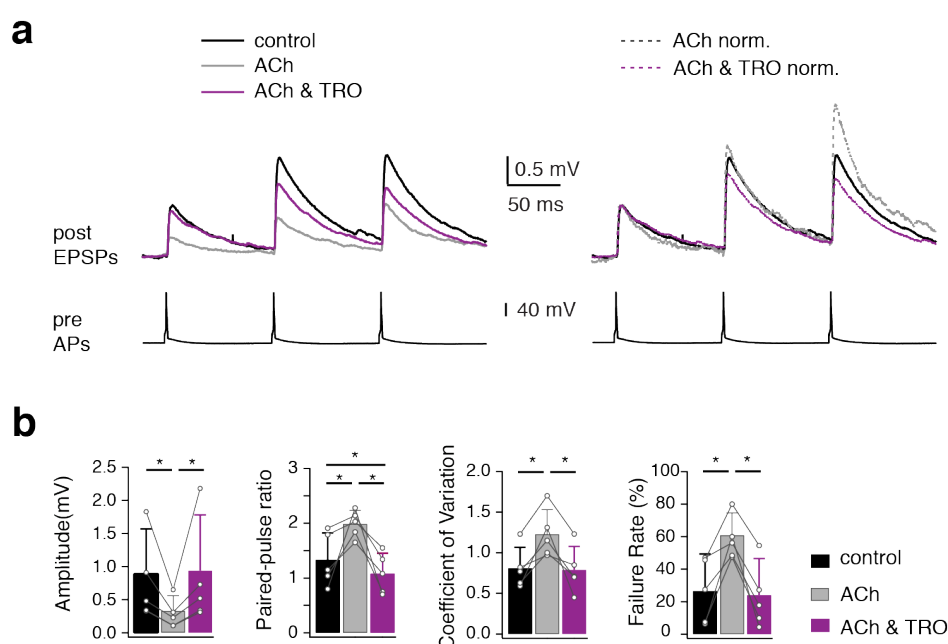 a
control
ACh
ACh & TRO
ACh norm.
ACh & TRO norm.
0.5 mV
50 ms
post
EPSPs
40 mV
pre
APs
b
Amplitude(mV)
2.5
2.0
1.5
1.0
0.5
0.0
* *
Paired-pulse ratio
3
2
1
0
*
* *
Coefficient of Variation
2.0
1.5
1.0
0.5
0.0
* *
Failure Rate (%)
100
80
60
40
20
0
* *
control
ACh
ACh & TRO